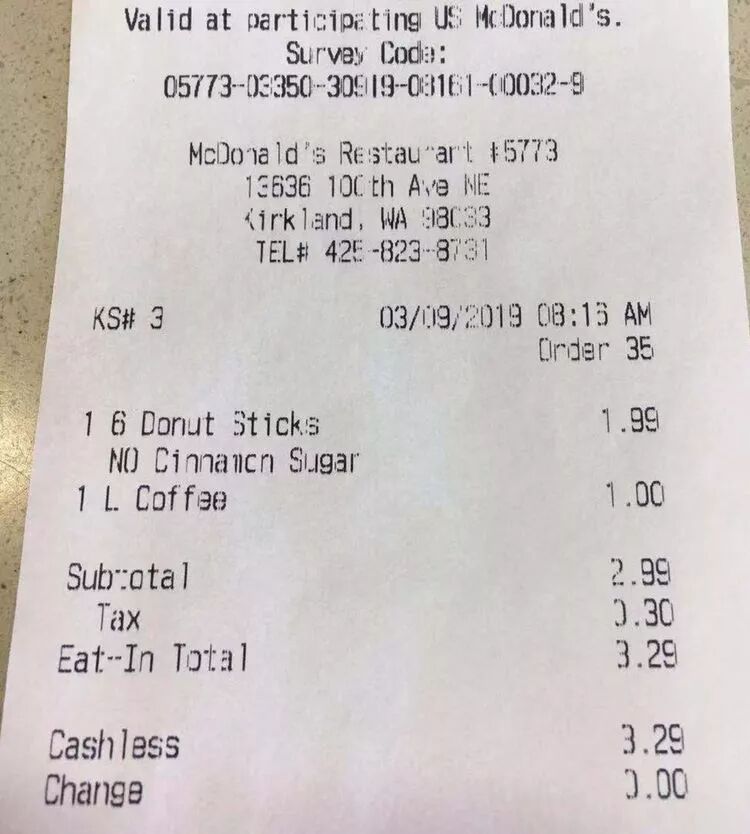 Valid at participating US McDonald's.
Survey Code:
05773-03350-30919-08161-00032-9
McDonald's Restaurant #5773
13636 100th Ave NE
Kirkland, WA 98033
TEL# 425-823-8731
KS# 3 03/09/2019 08:16 AM
Order 35
1 6 Donut Sticks 1.99
NO Cinnamon Sugar
1 L Coffee 1.00
Subtotal 2.99
Tax 0.30
Eat-In Total 3.29
Cashless 3.29
Change 0.00